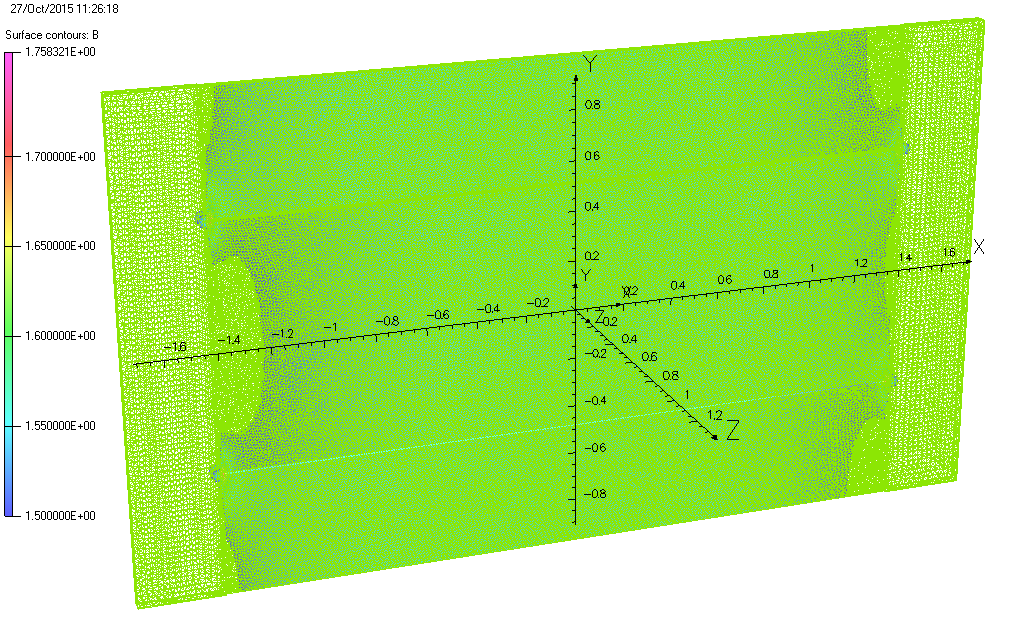 27/Oct/2015 11:26:18
Surface contours: B
1.758321E+00
1.700000E+00
1.650000E+00
1.600000E+00
1.550000E+00
1.500000E+00
Y
0.8
0.6
0.4
0.2
Y
X
-1.6 -1.4 -1.2 -1 -0.8 -0.6 -0.4 -0.2 0.2 0.4 0.6 0.8 1 1.2 1.4 1.6 X
Z 0.2
0.4
0.6
0.8
1
1.2
Z
-0.2
-0.4
-0.6
-0.8